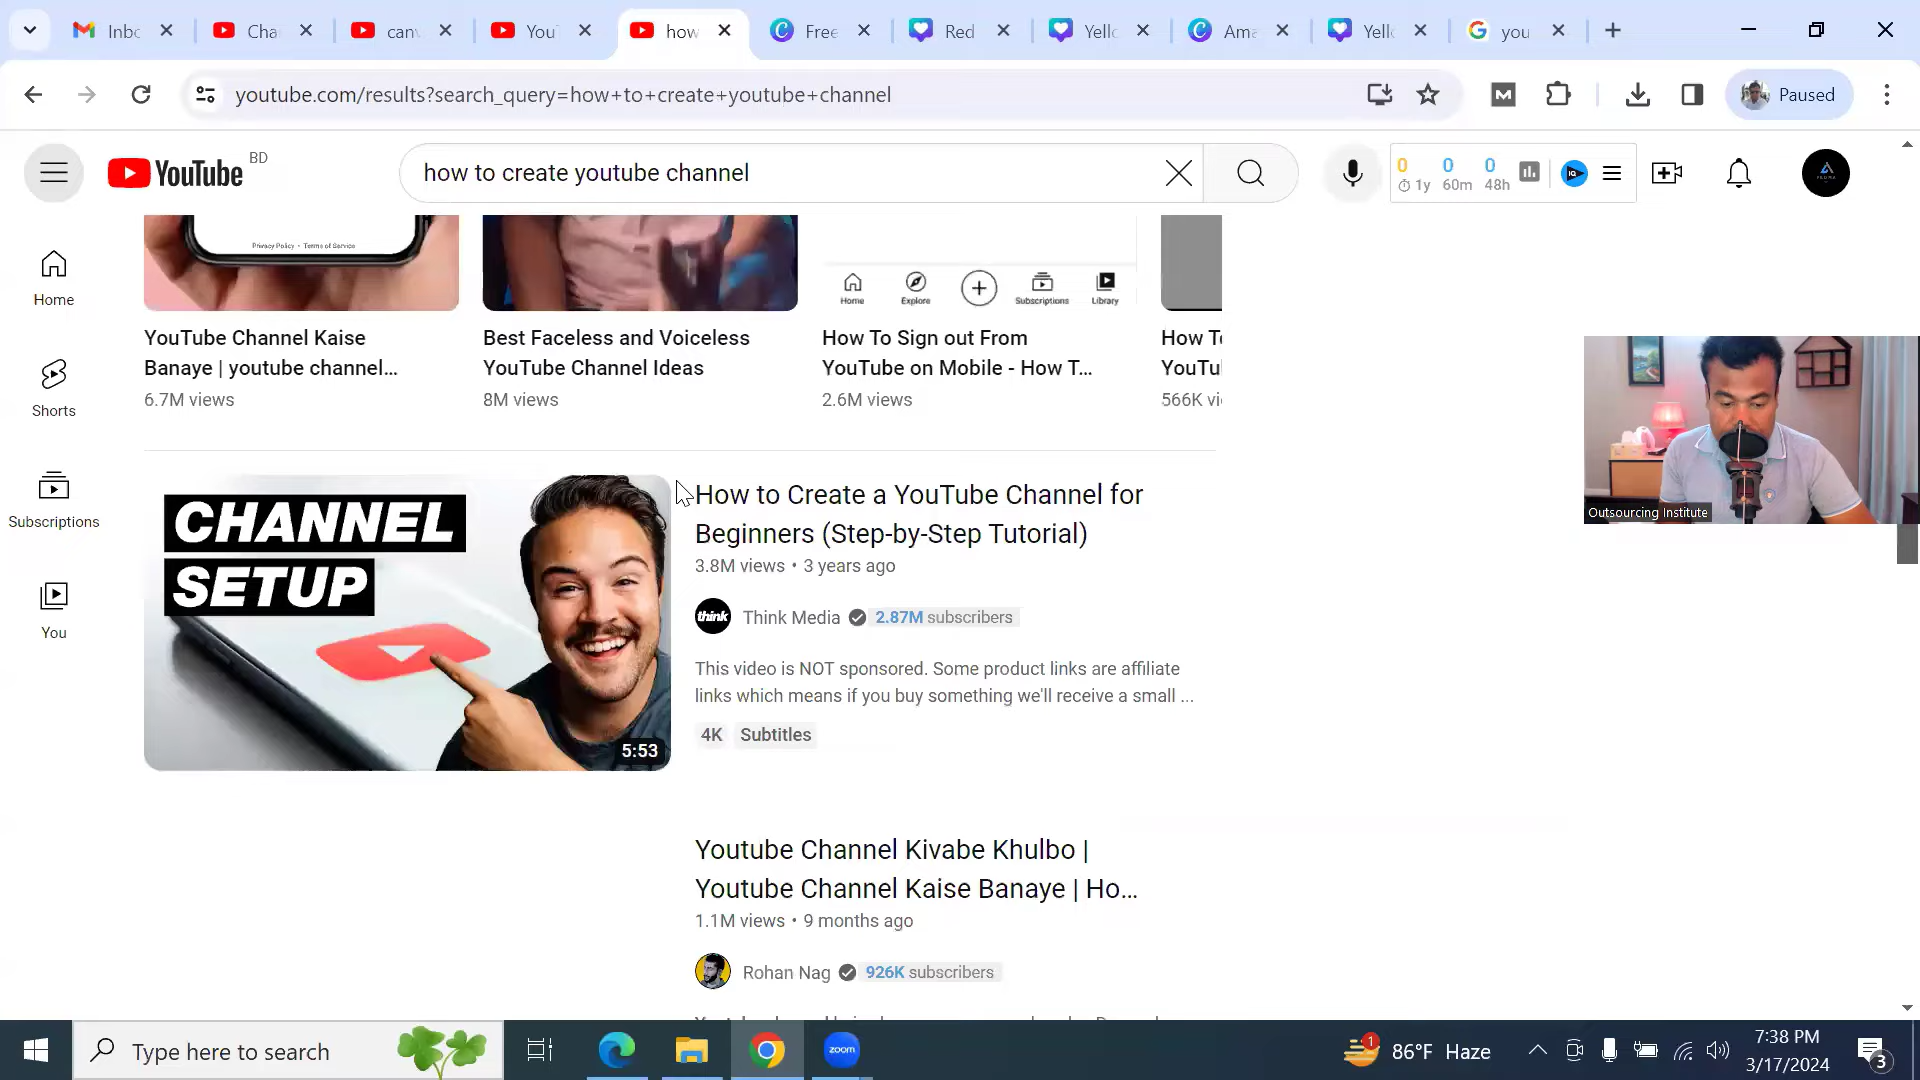 Inbo
Cha
can
You
how
Free
Red
Yello
Ama
Yello
you
youtube.com/results?search_query=how+to+create+youtube+channel
Paused
YouTube BD
how to create youtube channel
0 0 0
1y 60m 48h
IQ
Home
Shorts
Subscriptions
You
Privacy Policy • Terms of Service
Home Explore Subscriptions Library
YouTube Channel Kaise
Banaye | youtube channel...
6.7M views
Best Faceless and Voiceless
YouTube Channel Ideas
8M views
How To Sign out From
YouTube on Mobile - How T...
2.6M views
566K
Outsourcing Institute
CHANNEL
SETUP
5:53
How to Create a YouTube Channel for
Beginners (Step-by-Step Tutorial)
3.8M views • 3 years ago
think
Think Media 2.87M subscribers
This video is NOT sponsored. Some product links are affiliate
links which means if you buy something we'll receive a small ...
4K Subtitles
Youtube Channel Kivabe Khulbo |
Youtube Channel Kaise Banaye | Ho...
1.1M views • 9 months ago
Rohan Nag 926K subscribers
Type here to search
zoom
1
86°F Haze
7:38 PM
3/17/2024
3